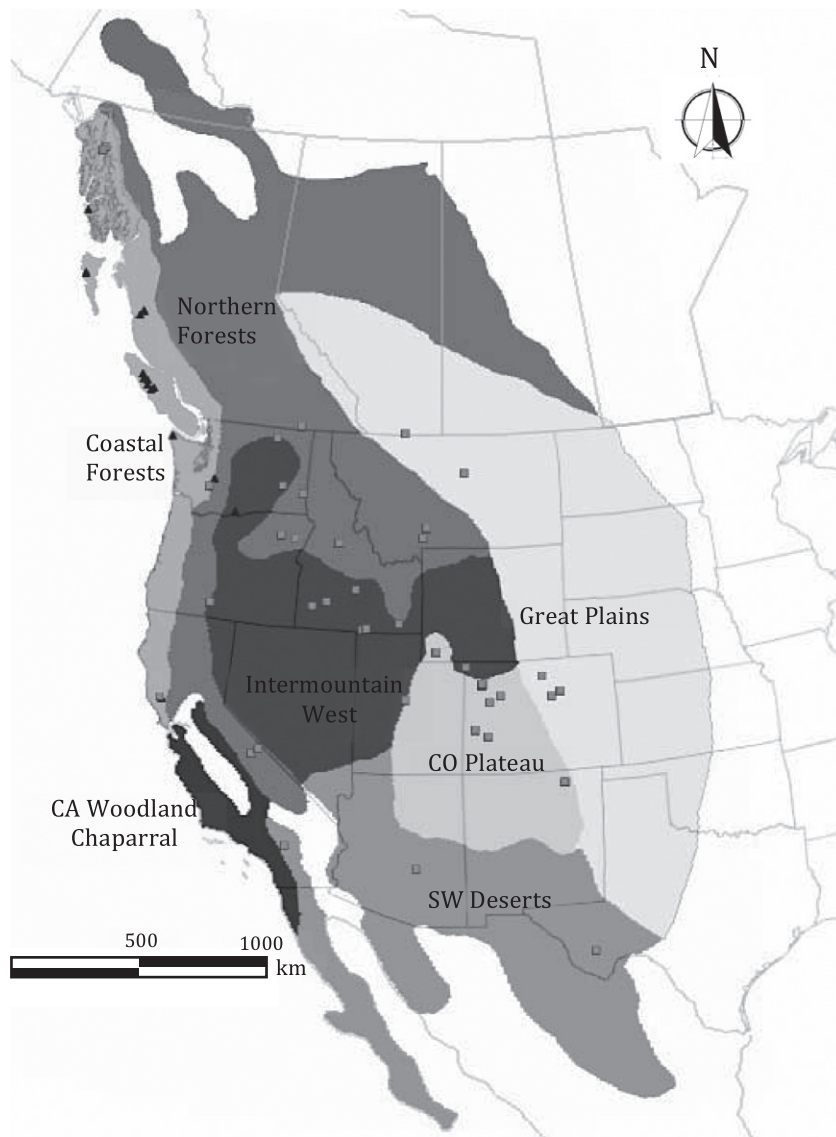 N
Northern
Forests
Coastal
Forests
Great Plains
Intermountain
West
CO Plateau
CA Woodland
Chaparral
SW Deserts
500 1000
km